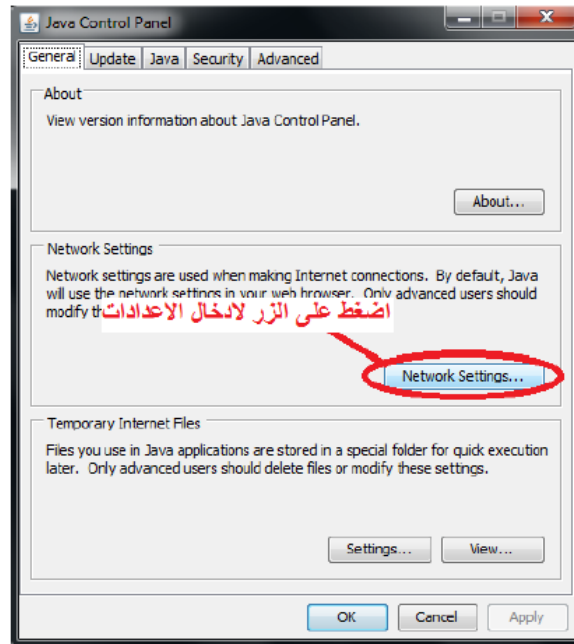 Java Control Panel
General Update Java Security Advanced
About
View version information about Java Control Panel.
About...
Network Settings
Network settings are used when making Internet connections. By default, Java
will use the network settings in your web browser. Only advanced users should
modify th
اضغط على الزر لادخال الاعدادات
Network Settings...
Temporary Internet Files
Files you use in Java applications are stored in a special folder for quick execution
later. Only advanced users should delete files or modify these settings.
Settings... View...
OK Cancel Apply